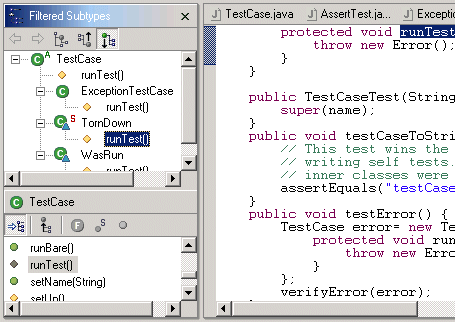 Filtered Subtypes
TestCase
runTest()
ExceptionTestCase
runTest()
TornDown
runTest()
WasRun
runTest()
TestCase
runBare()
runTest()
setName(String)
setUp()
TestCase.java
AssertTest.ja...
Exception
protected void runTest
throw new Error();
}
}
public TestCaseTest(String
super(name);
}
public void testCaseToStri
// This test wins the
// writing self tests.
// inner classes were
assertEquals("testCase
}
public void testError() {
TestCase error= new Te
protected void run
throw new Erro
}
};
verifyError(error);
}